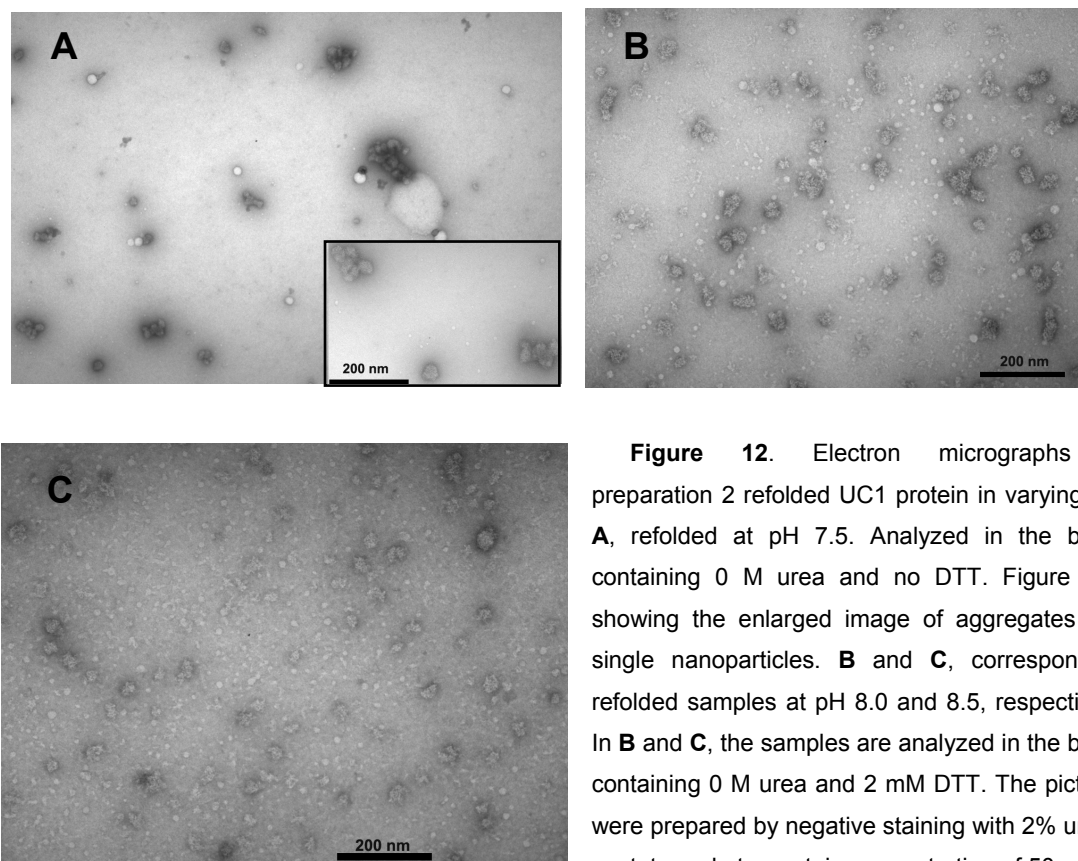 A
B
200 nm
200 nm
C
200 nm
Figure 12. Electron micrographs
preparation 2 refolded UC1 protein in varying
A, refolded at pH 7.5. Analyzed in the
containing 0 M urea and no DTT. Figure
showing the enlarged image of aggregates
single nanoparticles. B and C,
refolded samples at pH 8.0 and 8.5,
In B and C, the samples are analyzed in the
containing 0 M urea and 2 mM DTT. The
were prepared by negative staining with 2%